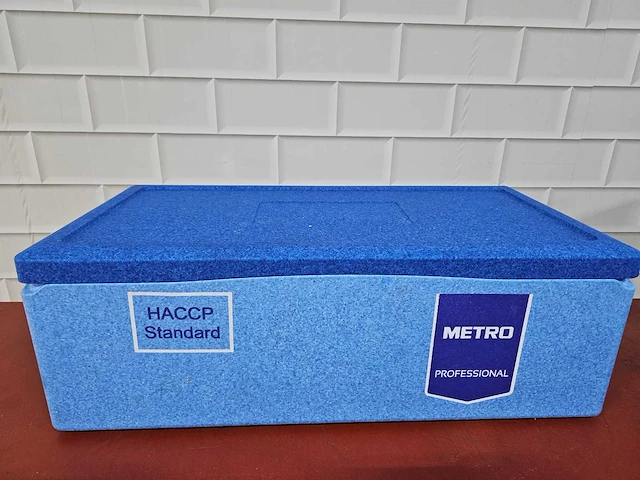 HACCP
Standard
METRO
PROFESSIONAL